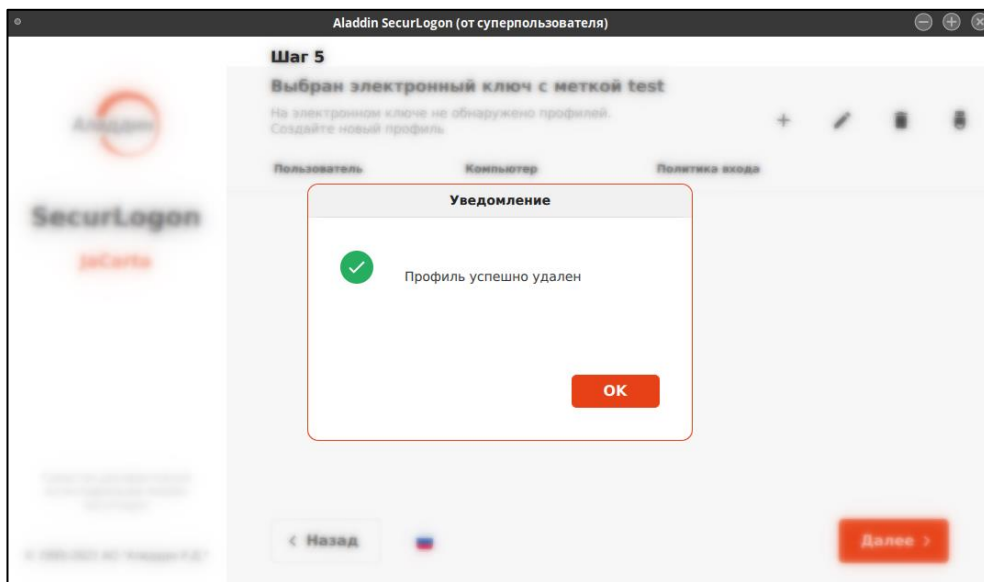 Aladdin SecurLogon (от суперпользователя)
Шаг 5
Выбран электронный ключ с меткой test
На электронном ключе не обнаружено профилей.
Создайте новый профиль
Пользователь
Компьютер
Политика входа
Аладдин
SecurLogon
JaCarta
Уведомление
Профиль успешно удален
OK
Назад
Далее